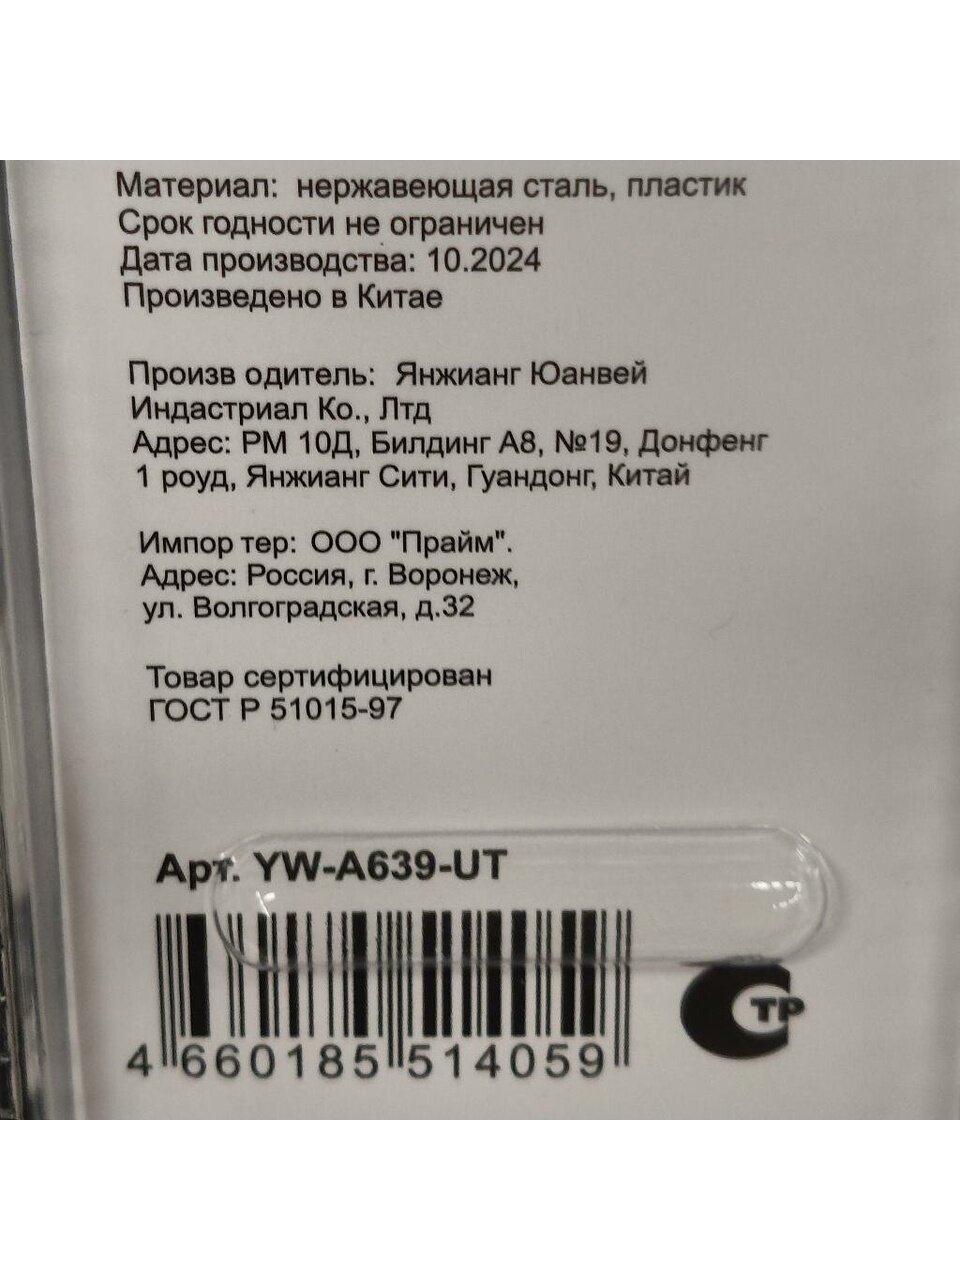 Материал: нержавеющая сталь, пластик
Срок годности не ограничен
Дата производства: 10.2024
Произведено в Китае
Произв одитель: Янжианг Юанвей
Индастриал Ко., Лтд
Адрес: РМ 10Д, Билдинг А8, №19, Донфенг
1 роуд, Янжианг Сити, Гуандонг, Китай
Импор тер: ООО "Прайм".
Адрес: Россия, г. Воронеж,
ул. Волгоградская, д.32
Товар сертифицирован
ГОСТ Р 51015-97
Арт. YW-A639-UT
4 660185 514059
СТР